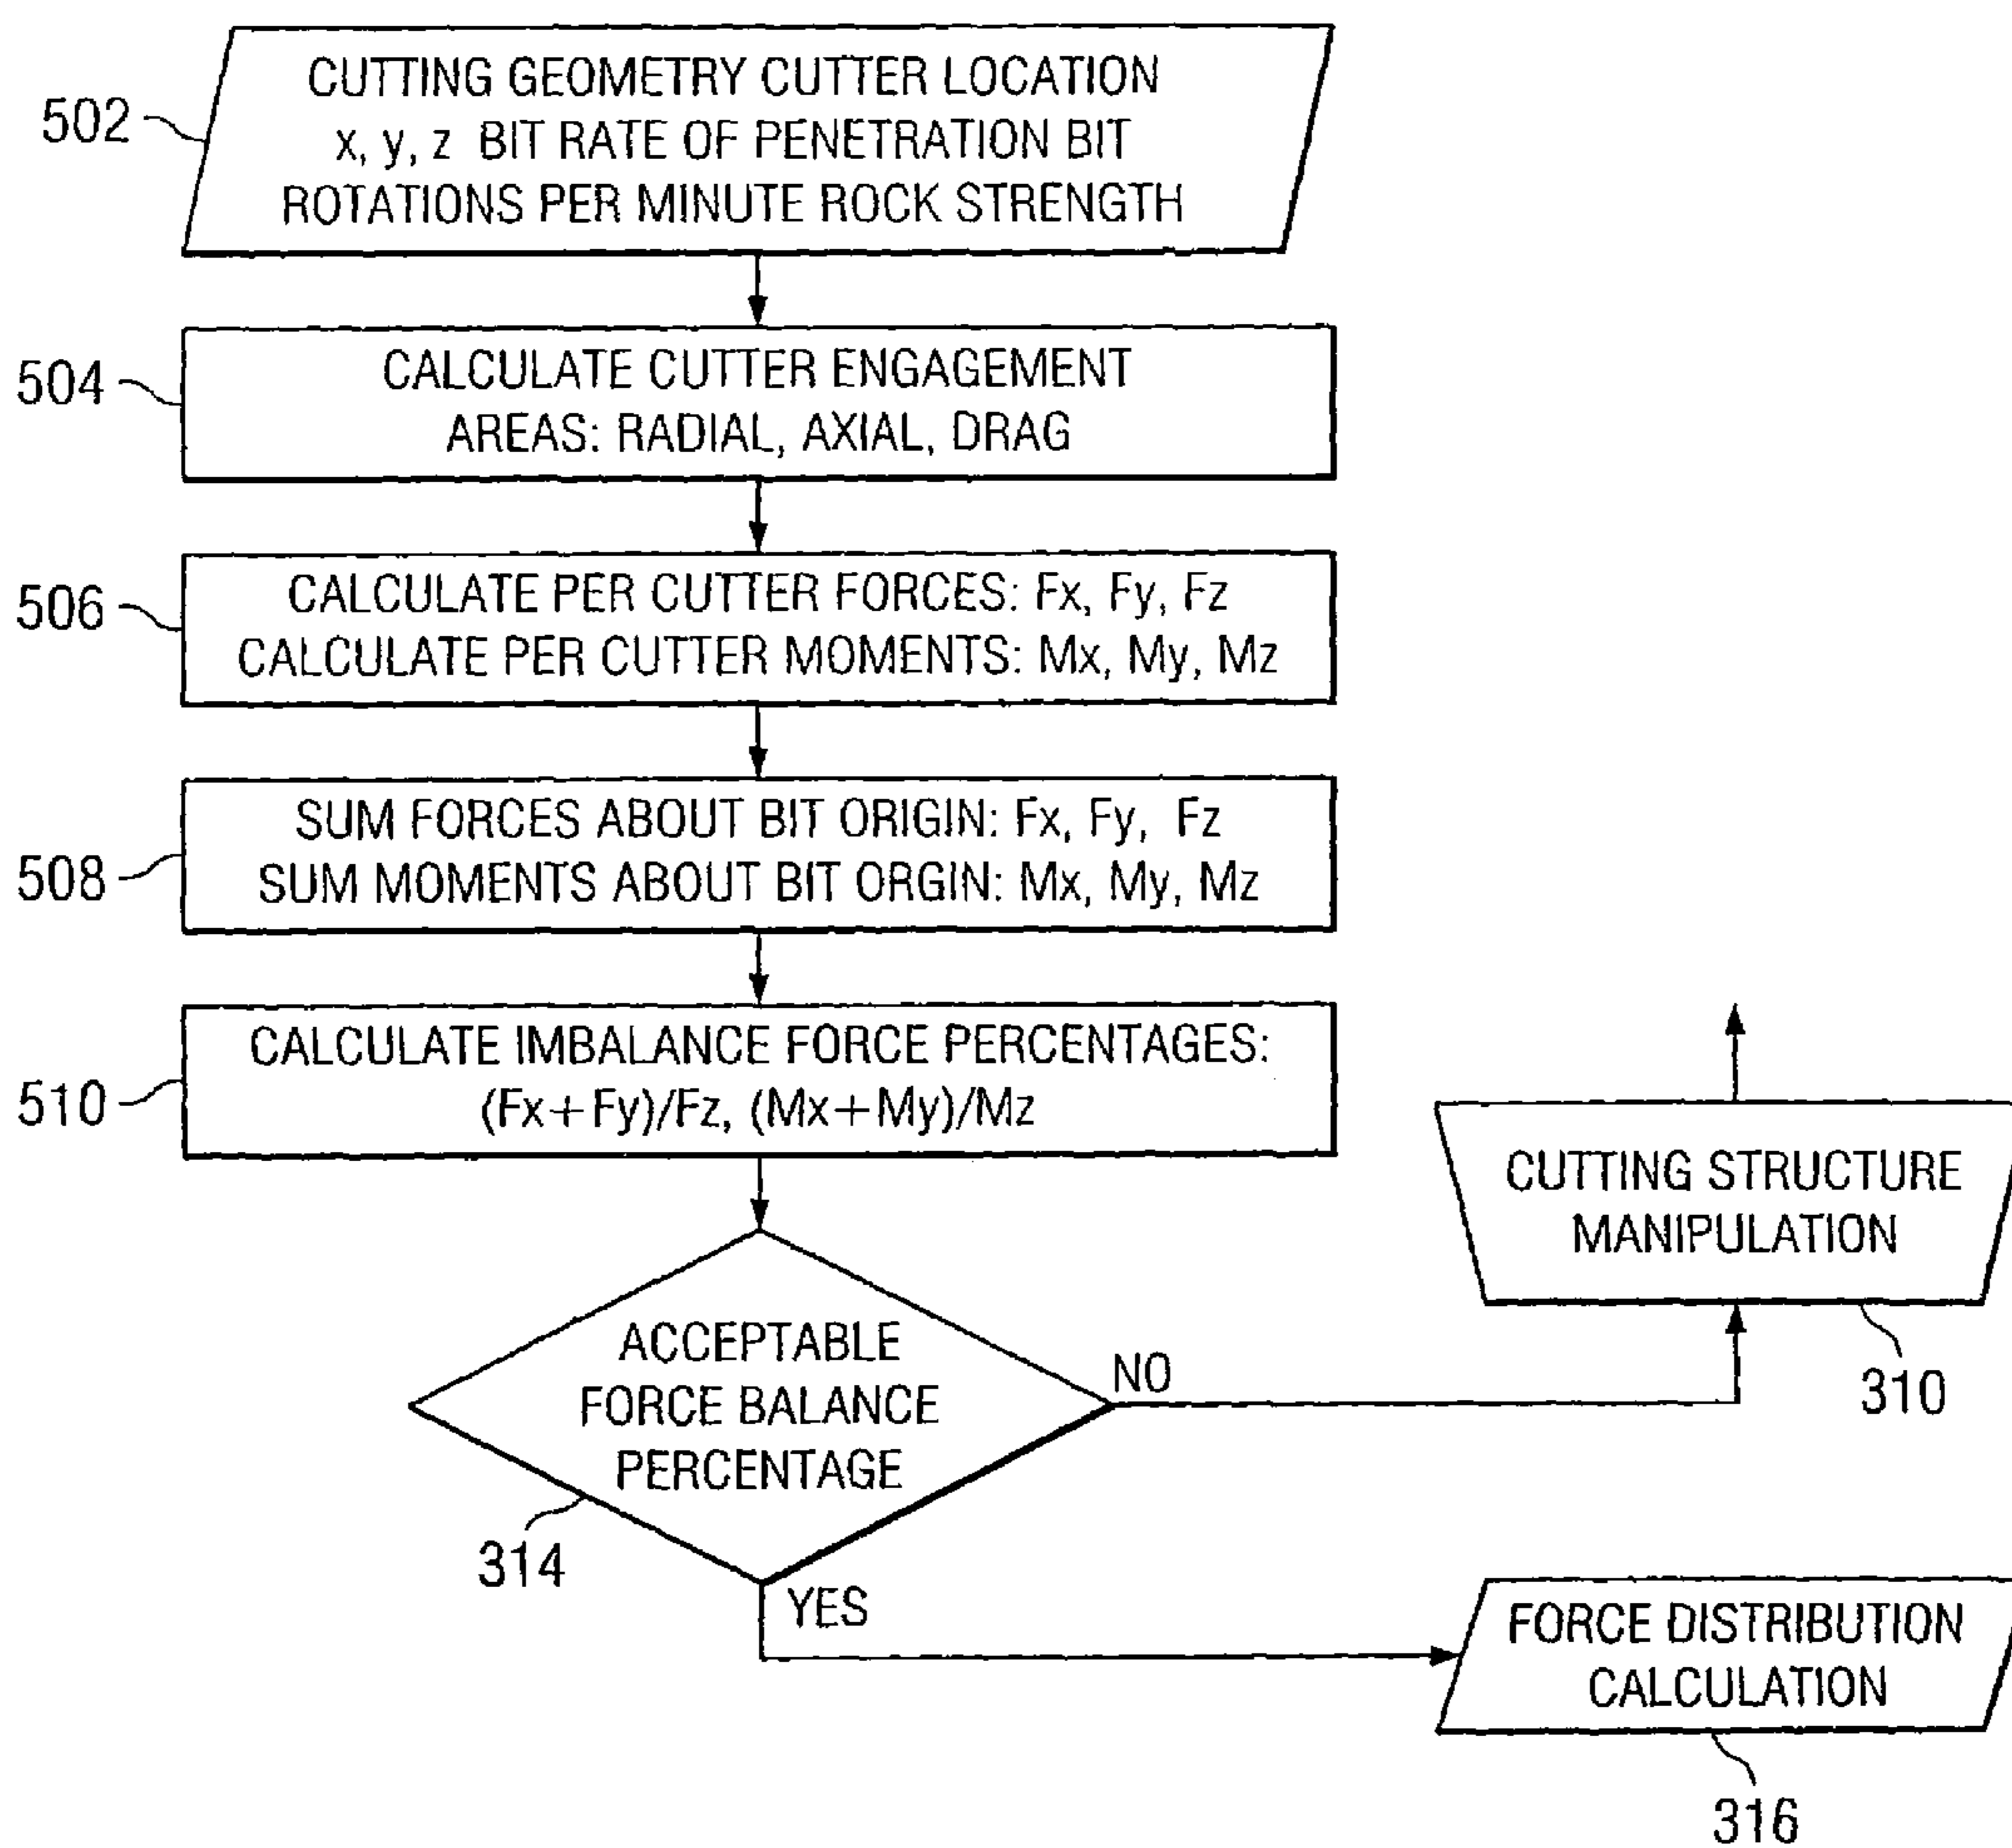 CUTTING GEOMETRY CUTTER LOCATION
x, y, z BIT RATE OF PENETRATION BIT
ROTATIONS PER MINUTE ROCK STRENGTH
502
CALCULATE CUTTER ENGAGEMENT
AREAS: RADIAL, AXIAL, DRAG
504
CALCULATE PER CUTTER FORCES: Fx, Fy, Fz
CALCULATE PER CUTTER MOMENTS: Mx, My, Mz
506
SUM FORCES ABOUT BIT ORIGIN: Fx, Fy, Fz
SUM MOMENTS ABOUT BIT ORGIN: Mx, My, Mz
508
CALCULATE IMBALANCE FORCE PERCENTAGES:
(Fx+Fy)/Fz, (Mx+My)/Mz
510
CUTTING STRUCTURE
MANIPULATION
310
ACCEPTABLE
FORCE BALANCE
PERCENTAGE
314
NO
YES
FORCE DISTRIBUTION
CALCULATION
316